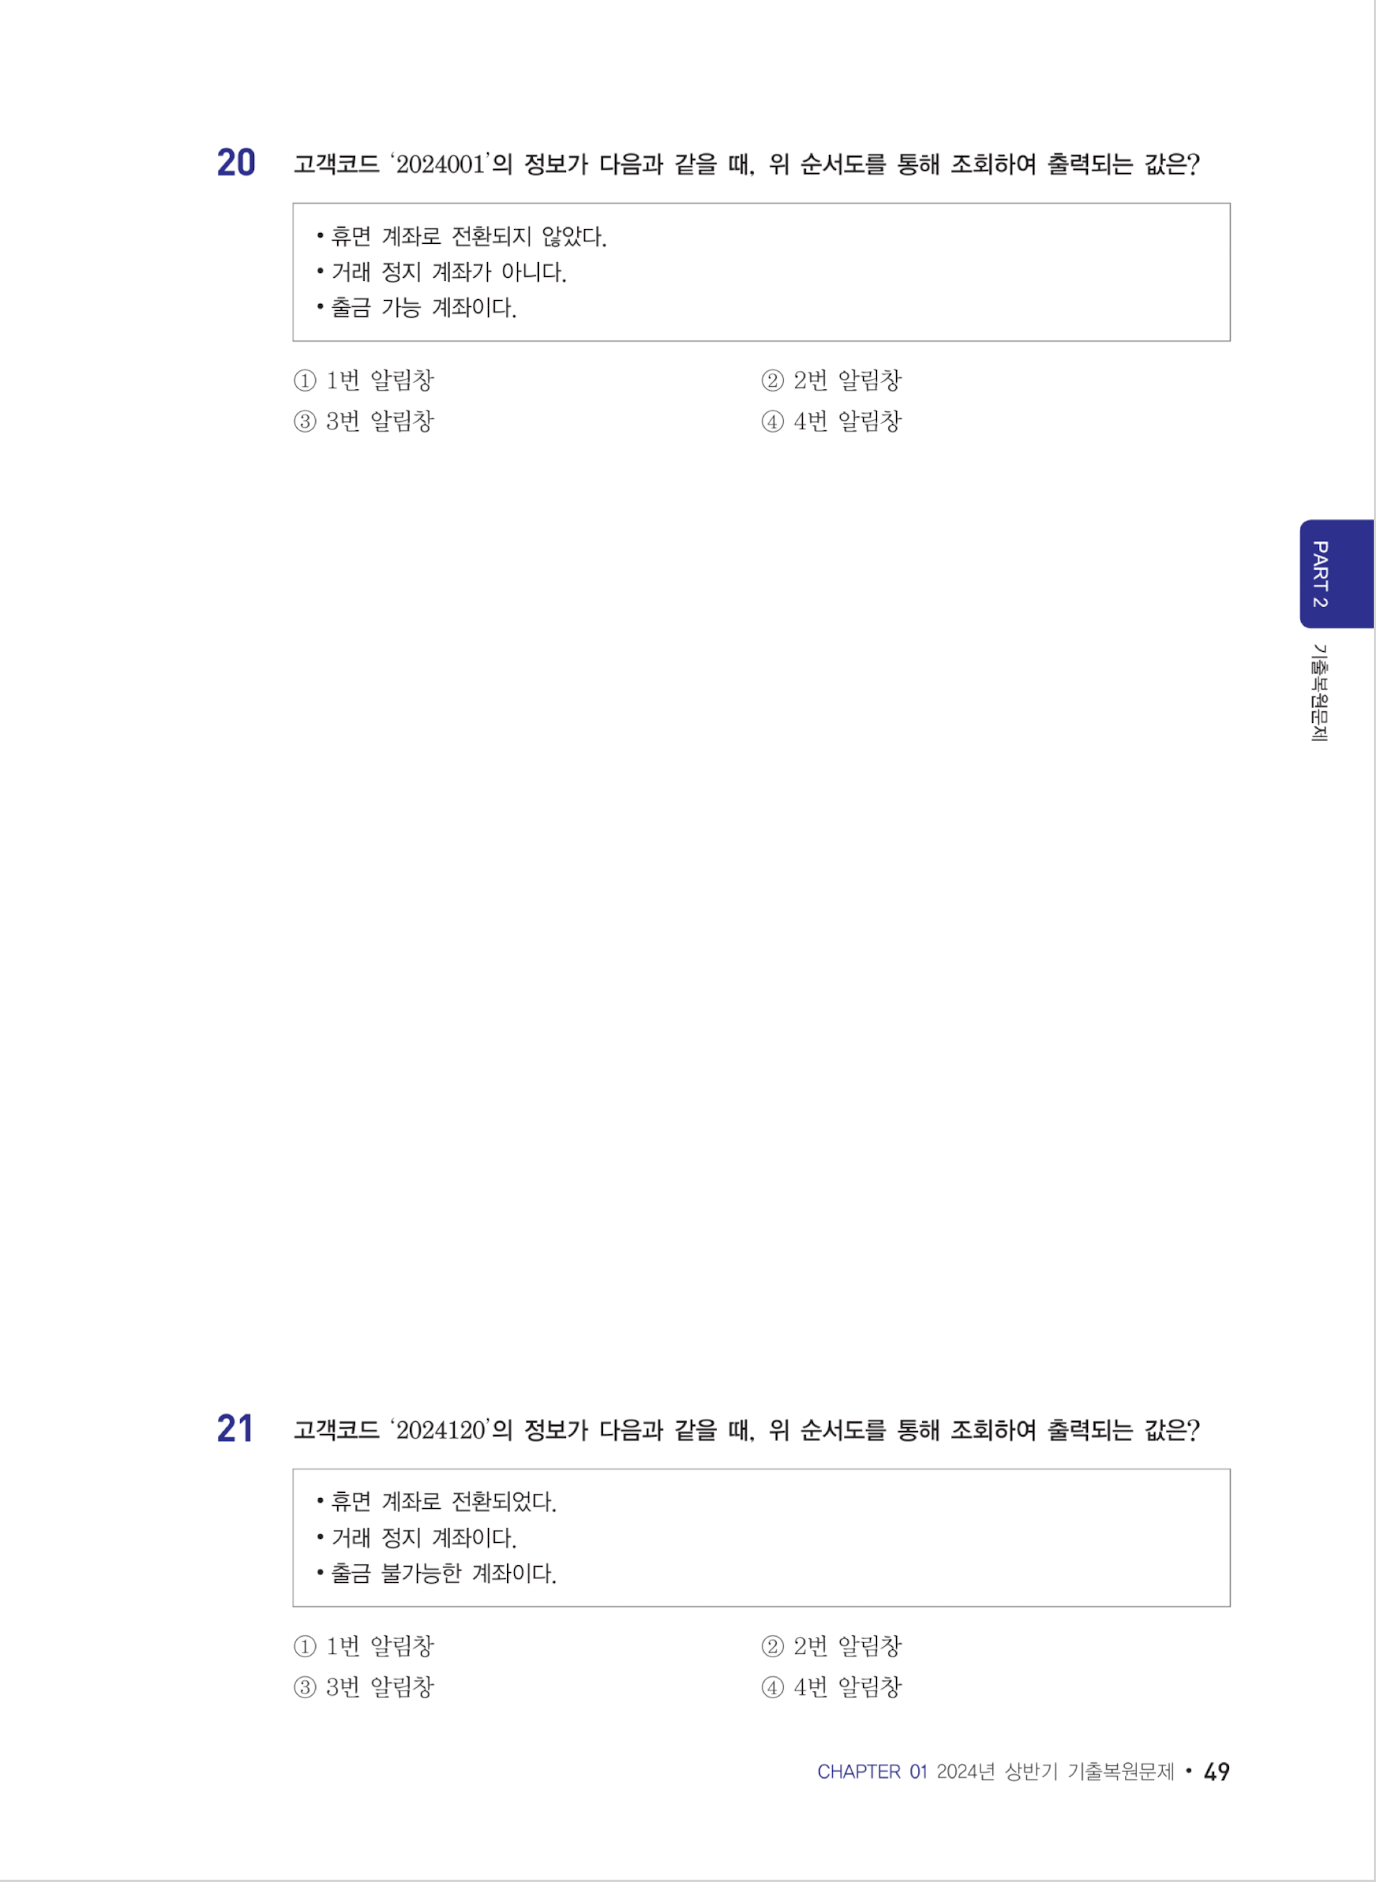 20 고객코드 ‘2024001’의 정보가 다음과 같을 때, 위 순서도를 통해 조회하여 출력되는 값은?
• 휴면 계좌로 전환되지 않았다.
• 거래 정지 계좌가 아니다.
• 출금 가능 계좌이다.
① 1번 알림창 ② 2번 알림창
③ 3번 알림창 ④ 4번 알림창
PART 2 기출복원문제
21 고객코드 ‘2024120’의 정보가 다음과 같을 때, 위 순서도를 통해 조회하여 출력되는 값은?
• 휴면 계좌로 전환되었다.
• 거래 정지 계좌이다.
• 출금 불가능한 계좌이다.
① 1번 알림창 ② 2번 알림창
③ 3번 알림창 ④ 4번 알림창
CHAPTER 01 2024년 상반기 기출복원문제 • 49